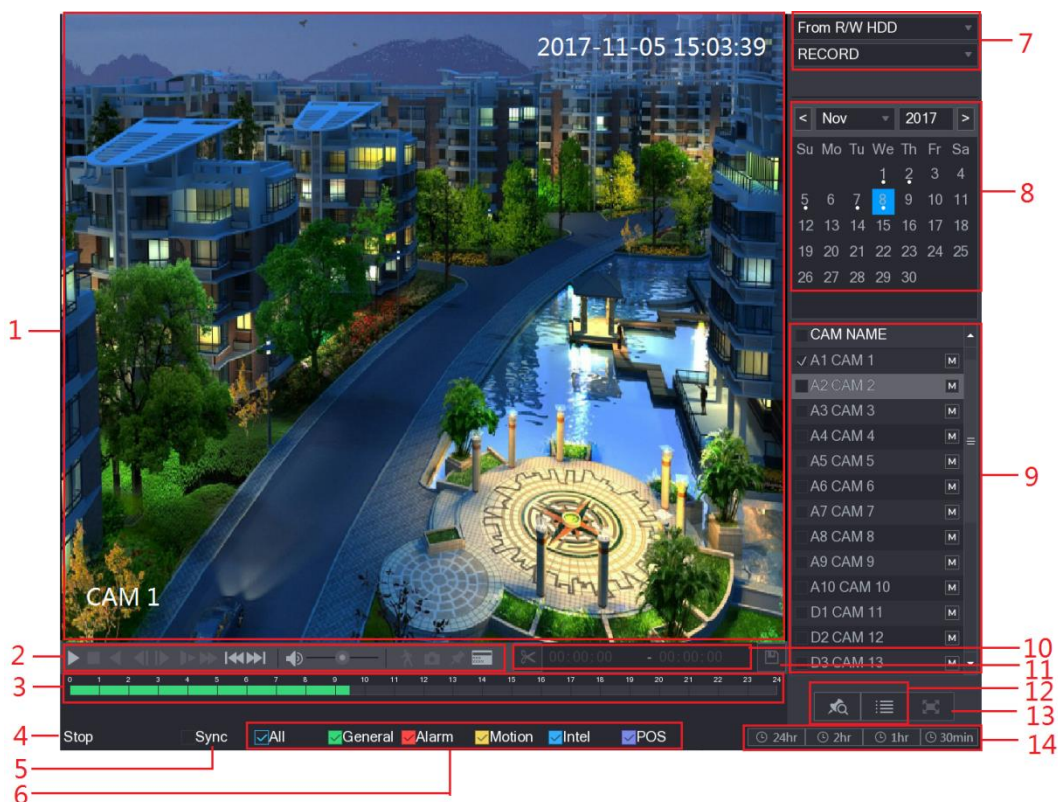 2017-11-05 15:03:39
CAM 1
From R/W HDD
RECORD
7
< Nov 2017 >
Su Mo Tu We Th Fr Sa
1 2 3 4
5 6 7 8 9 10 11
12 13 14 15 16 17 18
19 20 21 22 23 24 25
26 27 28 29 30
8
1
CAM NAME
A1 CAM 1 M
A2 CAM 2 M
A3 CAM 3 M
A4 CAM 4 M
A5 CAM 5 M
A6 CAM 6 M
A7 CAM 7 M
A8 CAM 8 M
A9 CAM 9 M
A10 CAM 10 M
D1 CAM 11 M
D2 CAM 12 M
D3 CAM 13 M
9
2
00:00:00 - 00:00:00
10
11
3
0 1 2 3 4 5 6 7 8 9 10 11 12 13 14 15 16 17 18 19 20 21 22 23 24
12
13
4
Stop
Sync
All
General
Alarm
Motion
Intel
POS
24hr
2hr
1hr
30min
14
5
6